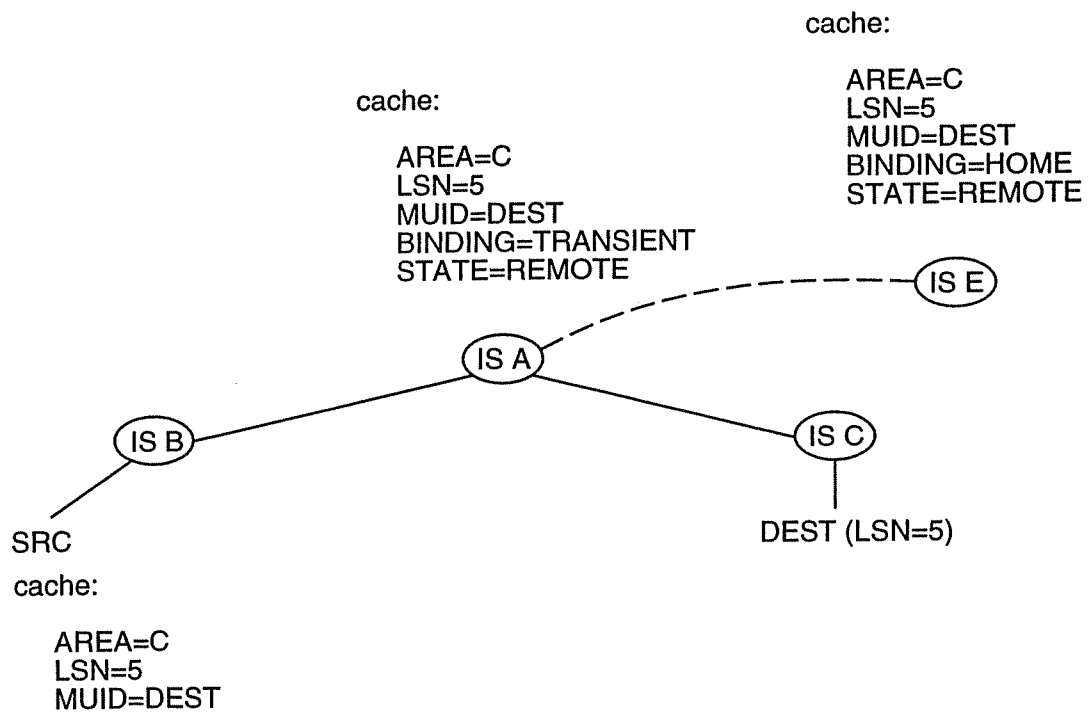 cache:
AREA=C
LSN=5
MUID=DEST
BINDING=HOME
STATE=REMOTE
cache:
AREA=C
LSN=5
MUID=DEST
BINDING=TRANSIENT
STATE=REMOTE
IS E
IS A
IS B
IS C
SRC
DEST (LSN=5)
cache:
AREA=C
LSN=5
MUID=DEST